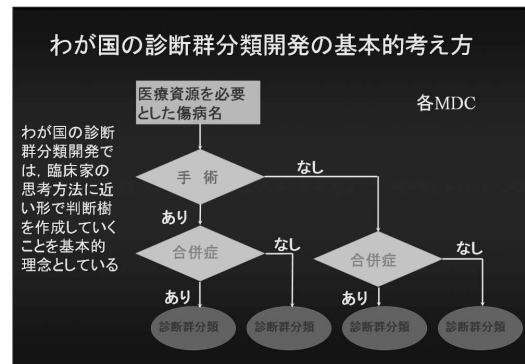 わが国の診断群分類開発の基本的考え方
医療資源を必要
とした傷病名
各MDC
わが国の診断
群分類開発で
は，臨床家の
思考方法に近
い形で判断樹
を作成していく
ことを基本的
理念としている
手 術
なし
あり
合併症
なし
合併症
なし
あり
あり
診断群分類
診断群分類
診断群分類
診断群分類